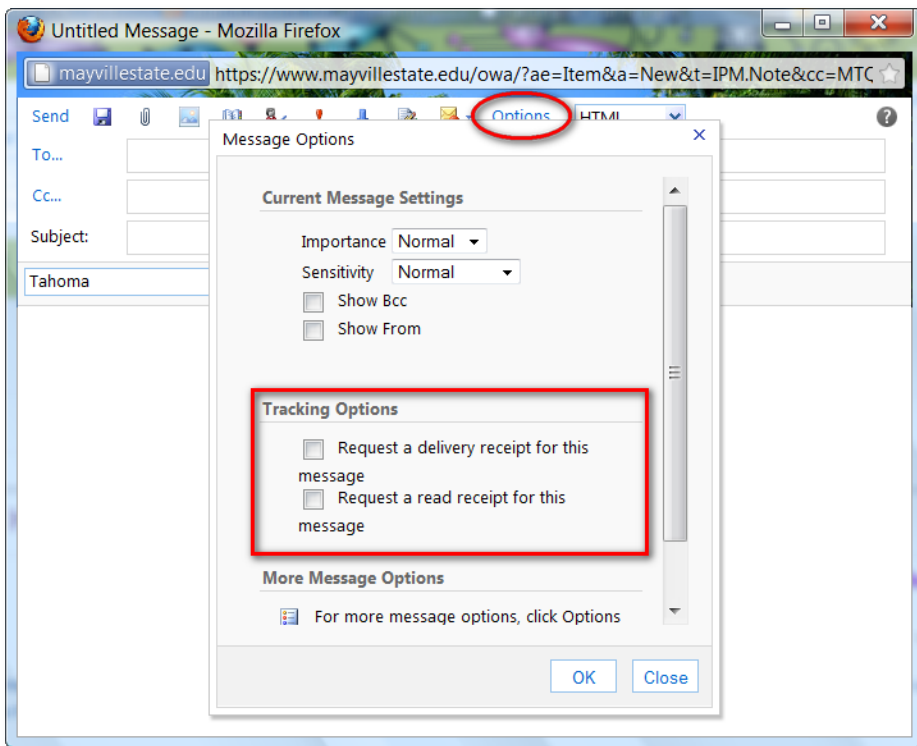 Untitled Message - Mozilla Firefox
mayvillestate.edu https://www.mayvillestate.edu/owa/?ae=Item&a=New&t=IPM.Note&cc=MTC
Send Options HTML
Message Options
To...
Cc...
Subject:
Tahoma
Current Message Settings
Importance Normal
Sensitivity Normal
Show Bcc
Show From
Tracking Options
Request a delivery receipt for this
message
Request a read receipt for this
message
More Message Options
For more message options, click Options
OK Close